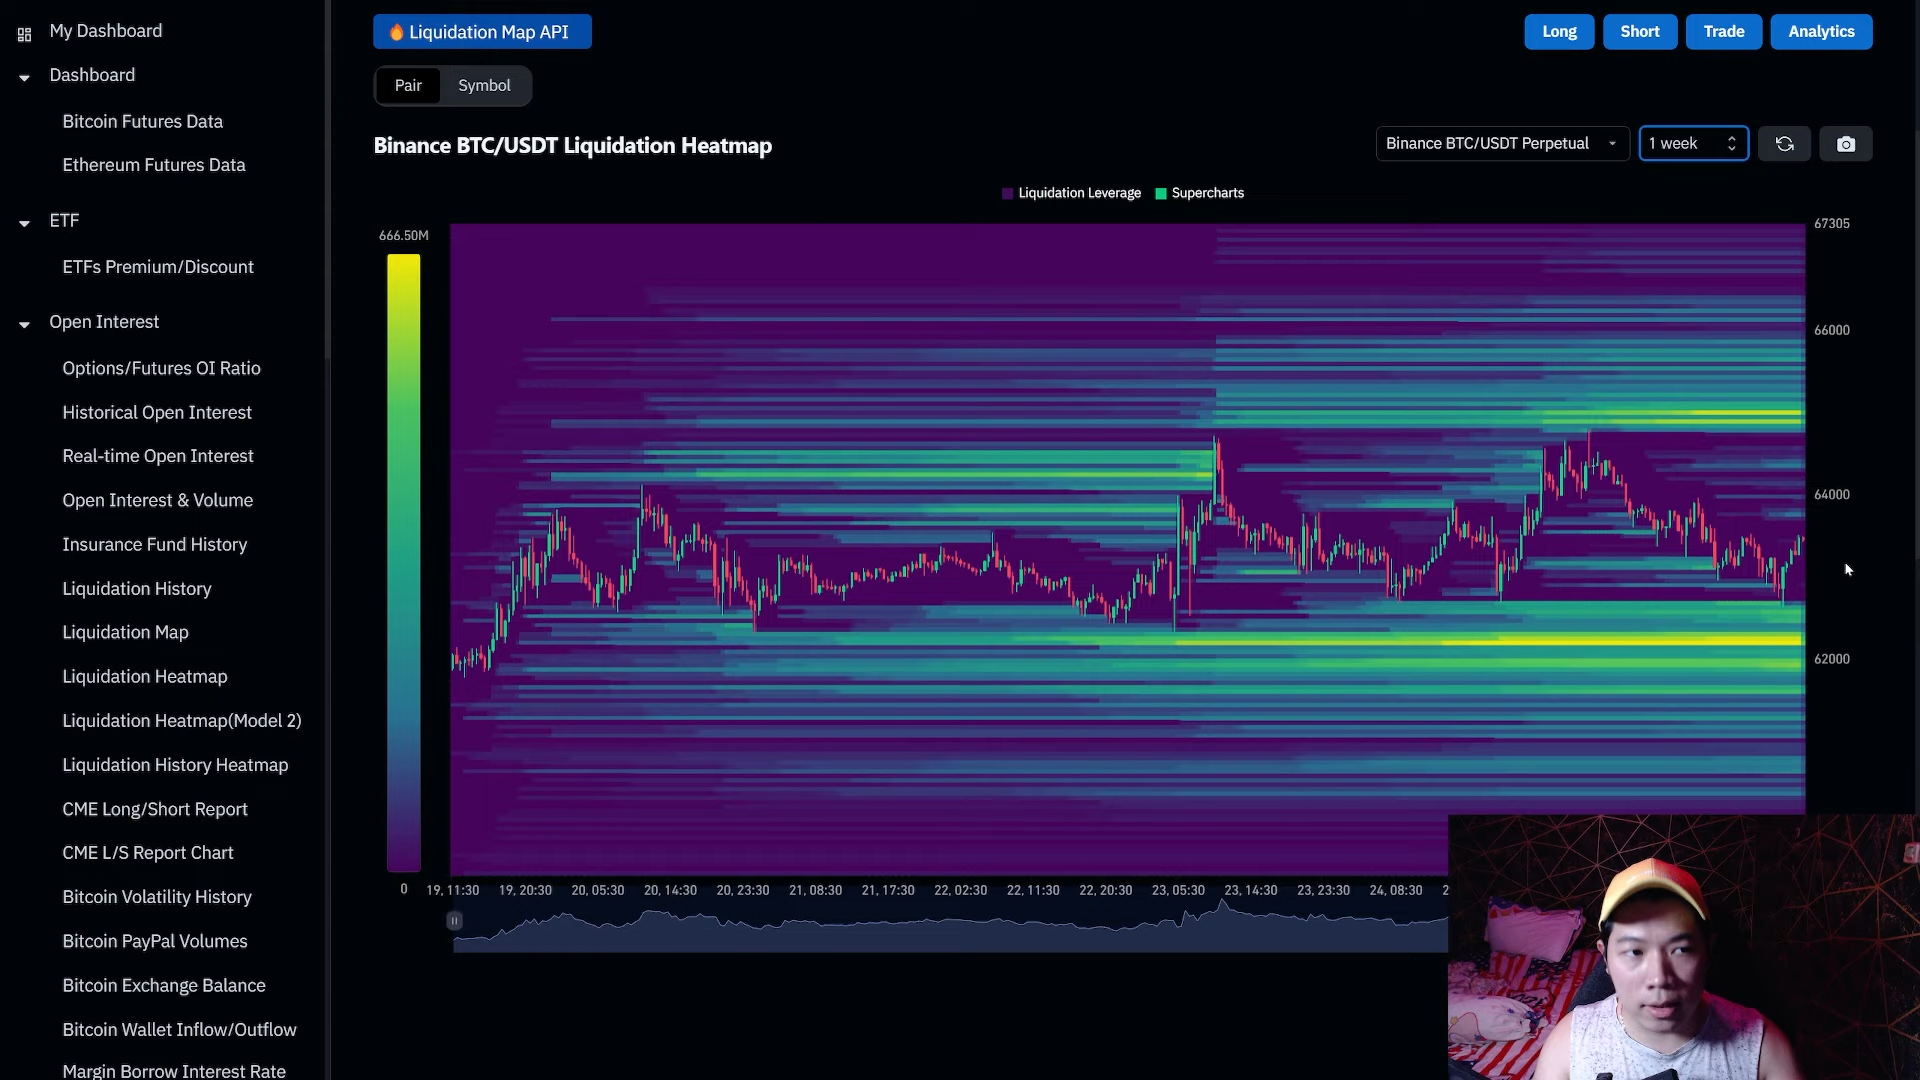 My Dashboard
Dashboard
Bitcoin Futures Data
Ethereum Futures Data
ETF
ETFs Premium/Discount
Open Interest
Options/Futures OI Ratio
Historical Open Interest
Real-time Open Interest
Open Interest & Volume
Insurance Fund History
Liquidation History
Liquidation Map
Liquidation Heatmap
Liquidation Heatmap(Model 2)
Liquidation History Heatmap
CME Long/Short Report
CME L/S Report Chart
Bitcoin Volatility History
Bitcoin PayPal Volumes
Bitcoin Exchange Balance
Bitcoin Wallet Inflow/Outflow
Margin Borrow Interest Rate
Liquidation Map API
Long Short Trade Analytics
Pair Symbol
Binance BTC/USDT Liquidation Heatmap
Binance BTC/USDT Perpetual 1 week
Liquidation Leverage Supercharts
666.50M
67305
66000
64000
62000
0 19, 11:30 19, 20:30 20, 05:30 20, 14:30 20, 23:30 21, 08:30 21, 17:30 22, 02:30 22, 11:30 22, 20:30 23, 05:30 23, 14:30 23, 23:30 24, 08:30 2